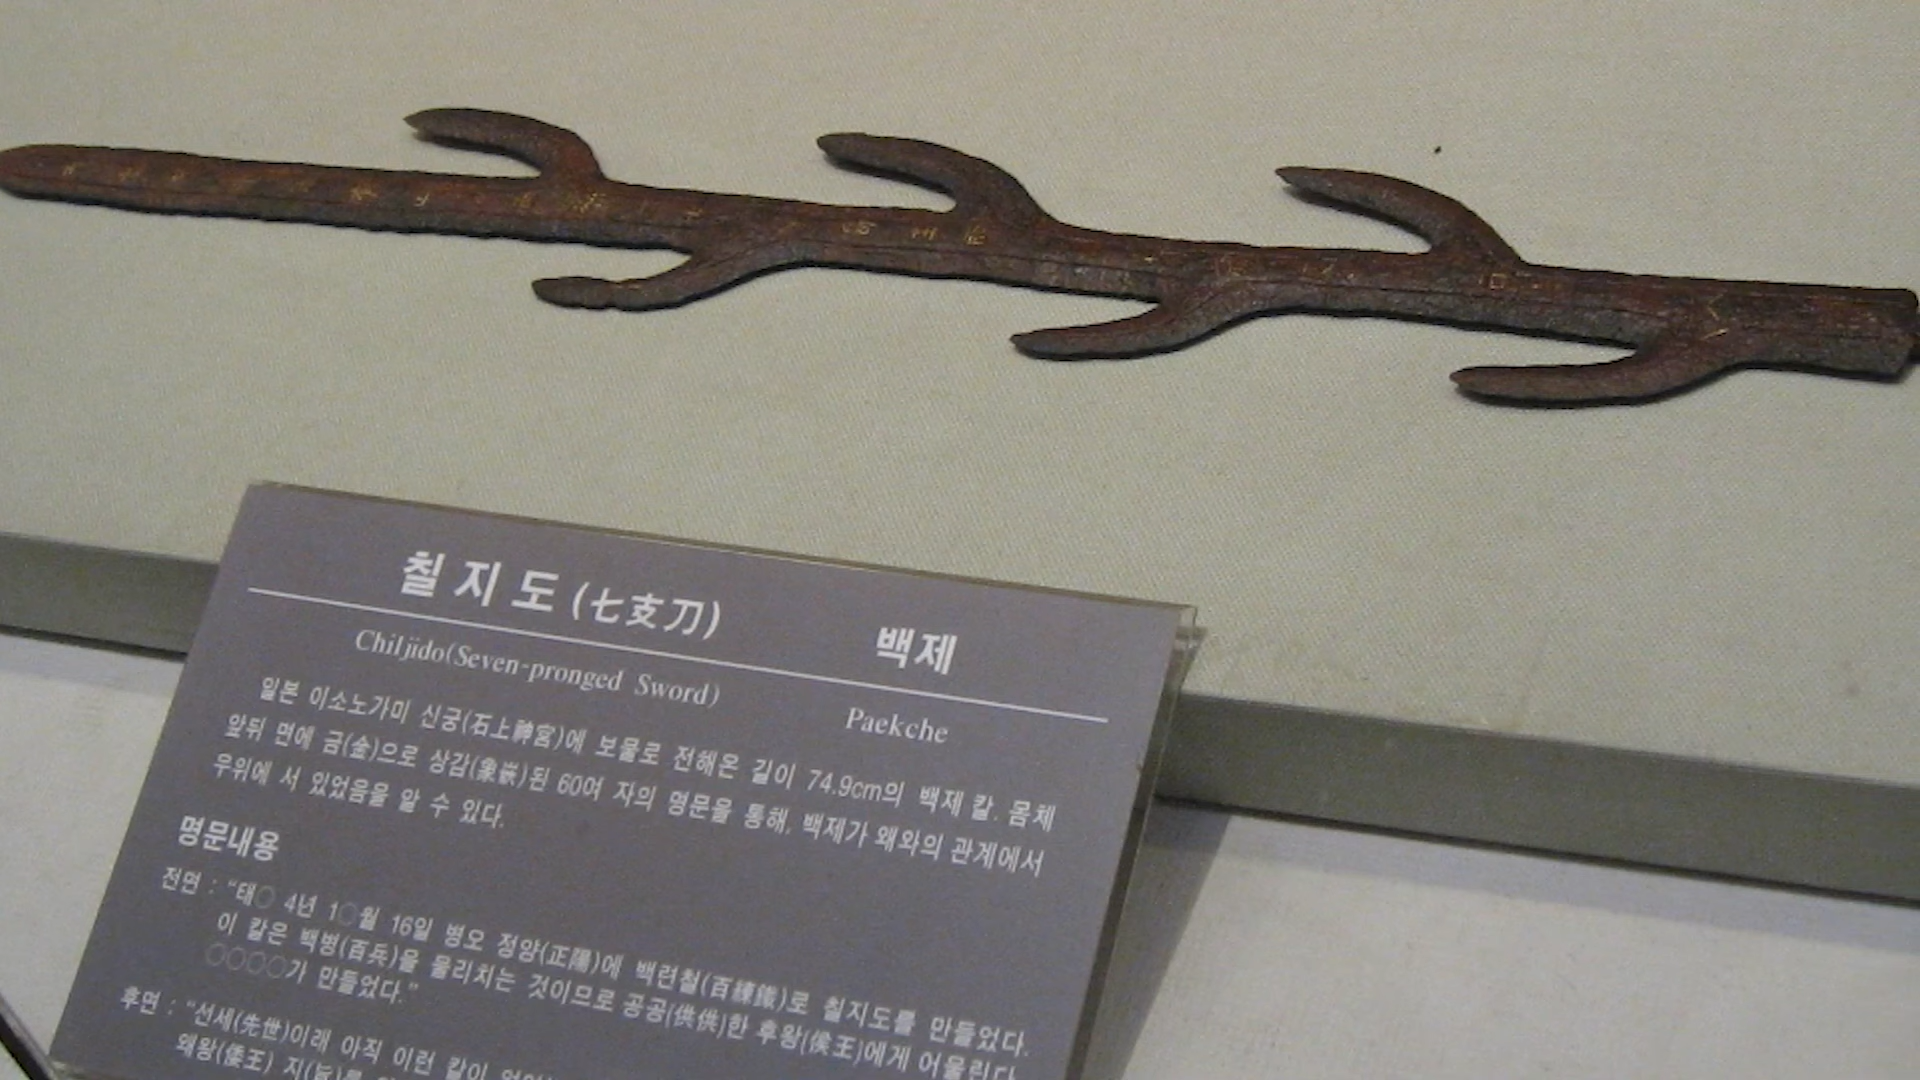 칠지도(七支刀) 백제
Chiljido(Seven-pronged Sword) Paekche
일본 이소노가미 신궁(石上神宮)에 보물로 전해온 길이 74.9cm의 백제 칼. 몸체
앞뒤 면에 금(金)으로 상감(象嵌)된 60여 자의 명문을 통해, 백제가 왜와의 관계에서
우위에 서 있었음을 알 수 있다.
명문내용
전면 : “태○ 4년 1○월 16일 병오 정양(正陽)에 백련철(百練鐵)로 칠지도를 만들었다.
이 칼은 백병(百兵)을 물리치는 것이므로 공공(供供)한 후왕(侯王)에게 어울린다.
○○○○가 만들었다.”
후면 : “선세(先世)이래 아직 이런 칼이
왜왕(倭王) 지(旨)를